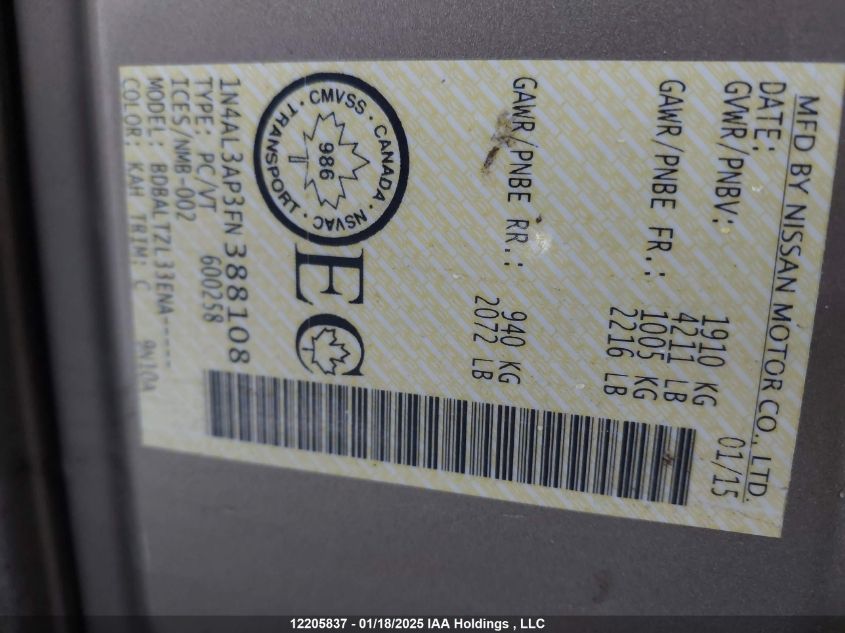 MFD BY NISSAN MOTOR CO., LTD.
DATE: 01/15
GVWR/PNBV: 1910 KG
4211 LB
GAWR/PNBE FR.: 1005 KG
2216 LB
GAWR/PNBE RR.: 940 KG
2072 LB
CMVSS · CANADA · NSVAC · TRANSPORT ·
986
EC
1N4AL3AP3FN388108
TYPE: PC/VT 600258
ICES/NMB-002
MODEL: BDBALTZL33ENA-----
COLOR: KAH TRIM: C
12205837 - 01/18/2025 IAA Holdings , LLC